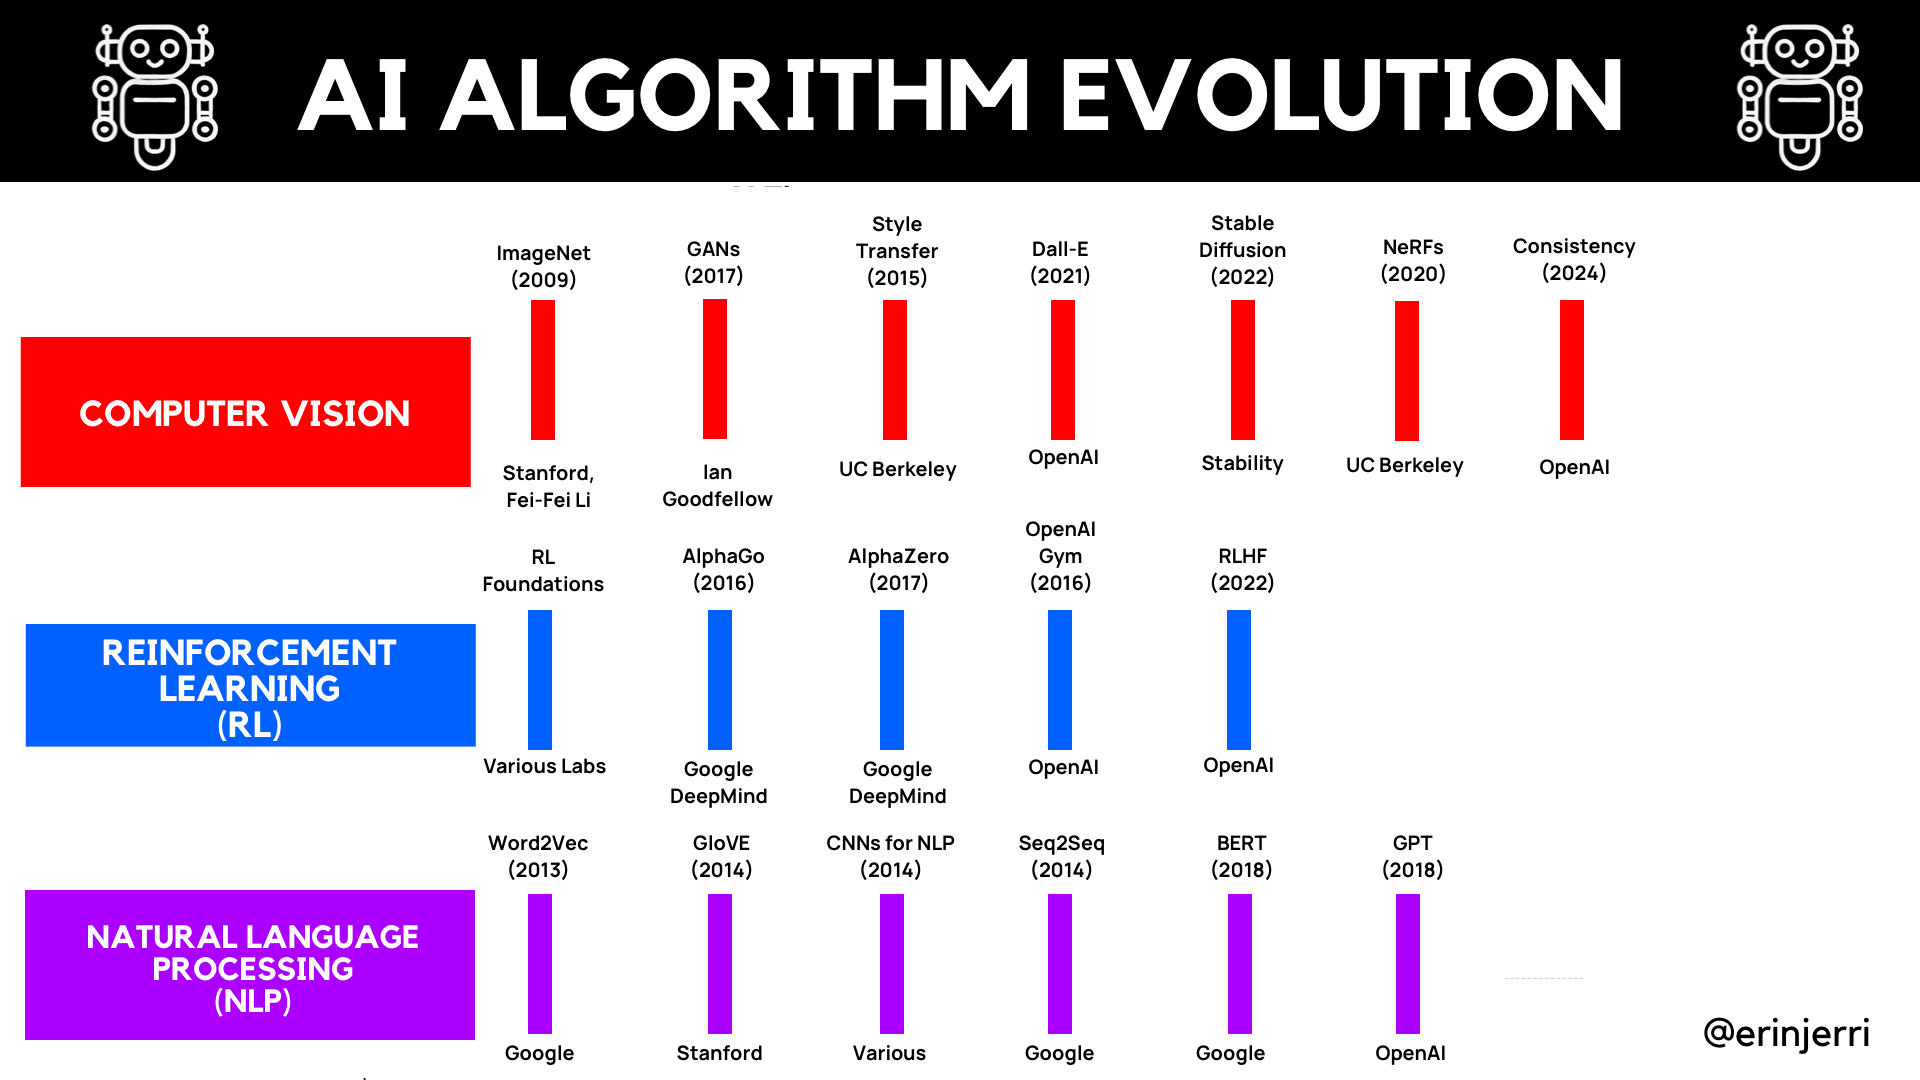 AI ALGORITHM EVOLUTION
ImageNet
(2009)
GANs
(2017)
Style
Transfer
(2015)
Dall-E
(2021)
Stable
Diffusion
(2022)
NeRFs
(2020)
Consistency
(2024)
COMPUTER VISION
Stanford,
Fei-Fei Li
Ian
Goodfellow
UC Berkeley
OpenAI
Stability
UC Berkeley
OpenAI
RL
Foundations
AlphaGo
(2016)
AlphaZero
(2017)
OpenAI
Gym
(2016)
RLHF
(2022)
REINFORCEMENT
LEARNING
(RL)
Various Labs
Google
DeepMind
Google
DeepMind
OpenAI
OpenAI
Word2Vec
(2013)
GloVE
(2014)
CNNs for NLP
(2014)
Seq2Seq
(2014)
BERT
(2018)
GPT
(2018)
NATURAL LANGUAGE
PROCESSING
(NLP)
Google
Stanford
Various
Google
Google
OpenAI
@erinjerri